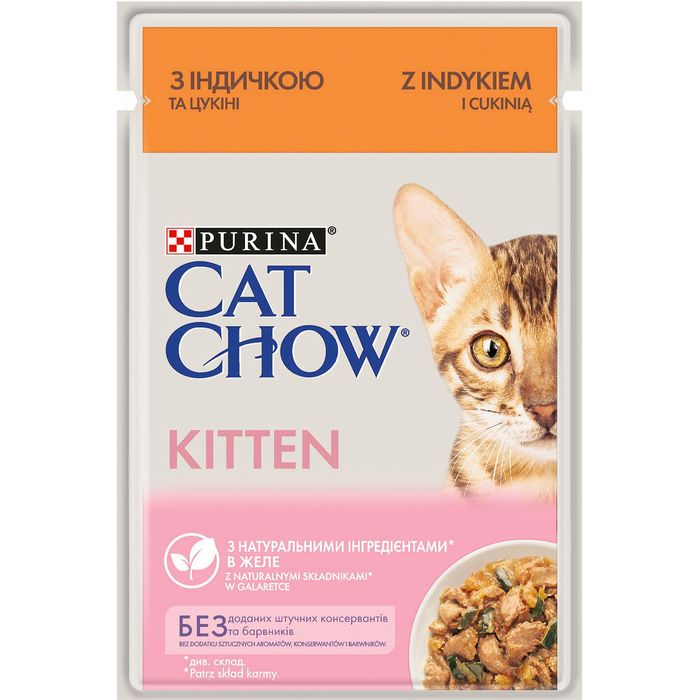 З ІНДИЧКОЮ
ТА ЦУКІНІ
Z INDYKIEM
I CUKINIĄ
PURINA®
CAT
CHOW®
KITTEN
З НАТУРАЛЬНИМИ ІНГРЕДІЄНТАМИ*
В ЖЕЛЕ
Z NATURALNYMI SKŁADNIKAMI*
W GALARETCE
БЕЗ доданих штучних консервантів
та барвників
BEZ DODATKU SZTUCZNYCH AROMATÓW, KONSERWANTÓW I BARWNIKÓW.
*див. склад.
*Patrz skład karmy.